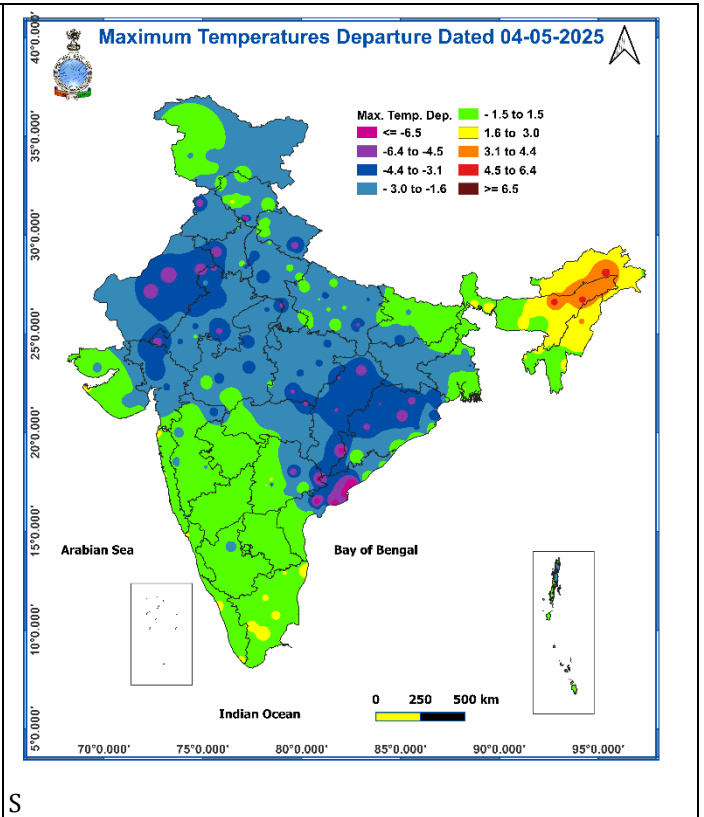 Maximum Temperatures Departure Dated 04-05-2025
Max. Temp. Dep.
<= -6.5
-6.4 to -4.5
-4.4 to -3.1
- 3.0 to -1.6
- 1.5 to 1.5
1.6 to 3.0
3.1 to 4.4
4.5 to 6.4
>= 6.5
40°0.000'
35°0.000'
30°0.000'
25°0.000'
20°0.000'
15°0.000'
10°0.000'
5°0.000'
Arabian Sea
Bay of Bengal
Indian Ocean
0 250 500 km
70°0.000' 75°0.000' 80°0.000' 85°0.000' 90°0.000' 95°0.000'
S